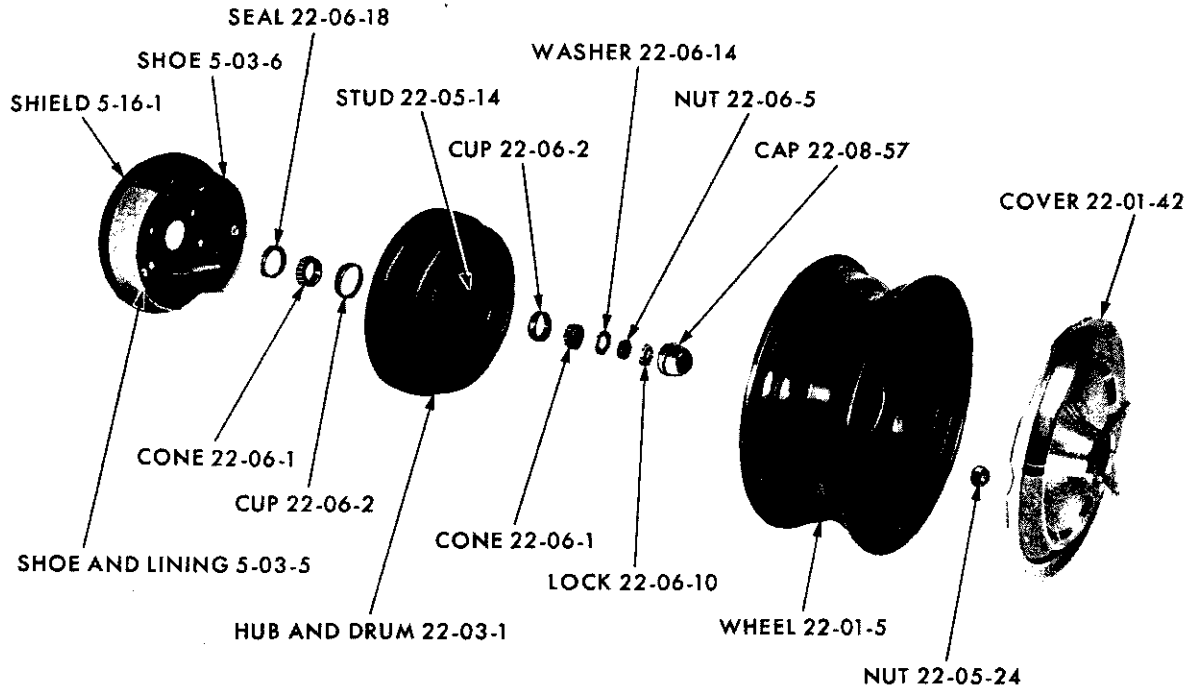 SEAL 22-06-18
SHOE 5-03-6
SHIELD 5-16-1
STUD 22-05-14
WASHER 22-06-14
NUT 22-06-5
CUP 22-06-2
CAP 22-08-57
COVER 22-01-42
CONE 22-06-1
CUP 22-06-2
SHOE AND LINING 5-03-5
HUB AND DRUM 22-03-1
CONE 22-06-1
LOCK 22-06-10
WHEEL 22-01-5
NUT 22-05-24